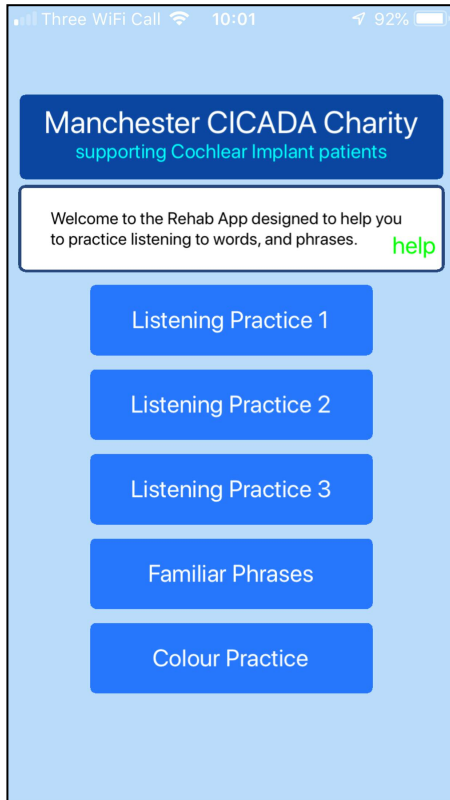 Three WiFi Call 10:01 92%
Manchester CICADA Charity
supporting Cochlear Implant patients
Welcome to the Rehab App designed to help you
to practice listening to words, and phrases.
help
Listening Practice 1
Listening Practice 2
Listening Practice 3
Familiar Phrases
Colour Practice